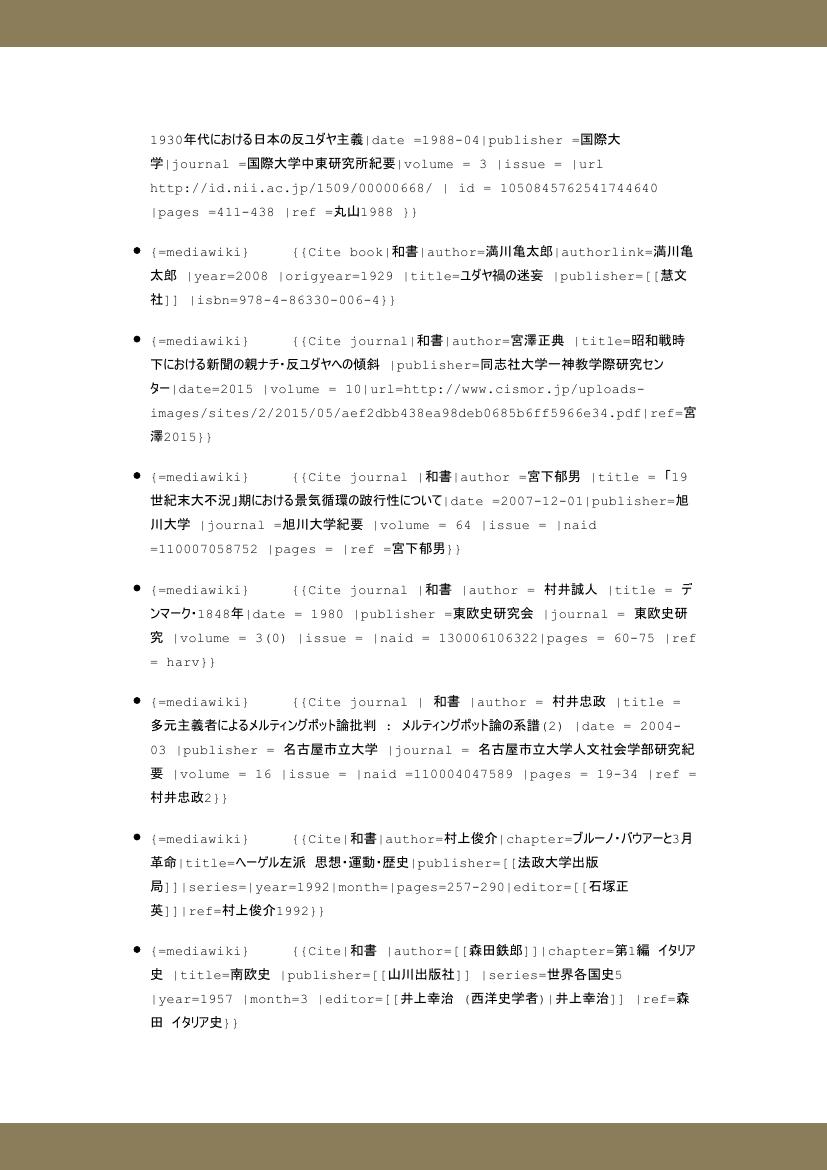 1930年代における日本の反ユダヤ主義|date =1988-04|publisher =国際大
学|journal =国際大学中東研究所紀要|volume = 3 |issue = |url
http://id.nii.ac.jp/1509/00000668/ | id = 1050845762541744640
|pages =411-438 |ref =丸山1988 }}
● {=mediawiki} {{Cite book|和書|author=満川亀太郎|authorlink=満川亀
太郎 |year=2008 |origyear=1929 |title=ユダヤ禍の迷妄 |publisher=[[慧文
社]] |isbn=978-4-86330-006-4}}
● {=mediawiki} {{Cite journal|和書|author=宮澤正典 |title=昭和戦時
下における新聞の親ナチ・反ユダヤへの傾斜 |publisher=同志社大学一神教学際研究セン
ター|date=2015 |volume = 10|url=http://www.cismor.jp/uploads-
images/sites/2/2015/05/aef2dbb438ea98deb0685b6ff5966e34.pdf|ref=宮
澤2015}}
● {=mediawiki} {{Cite journal |和書|author =宮下郁男 |title = 「19
世紀末大不況」期における景気循環の跛行性について|date =2007-12-01|publisher=旭
川大学 |journal =旭川大学紀要 |volume = 64 |issue = |naid
=110007058752 |pages = |ref =宮下郁男}}
● {=mediawiki} {{Cite journal |和書 |author = 村井誠人 |title = デ
ンマーク・1848年|date = 1980 |publisher =東欧史研究会 |journal = 東欧史研
究 |volume = 3(0) |issue = |naid = 130006106322|pages = 60-75 |ref
= harv}}
● {=mediawiki} {{Cite journal | 和書 |author = 村井忠政 |title =
多元主義者によるメルティングポット論批判 : メルティングポット論の系譜(2) |date = 2004-
03 |publisher = 名古屋市立大学 |journal = 名古屋市立大学人文社会学部研究紀
要 |volume = 16 |issue = |naid =110004047589 |pages = 19-34 |ref =
村井忠政2}}
● {=mediawiki} {{Cite|和書|author=村上俊介|chapter=ブルーノ・バウアーと3月
革命|title=ヘーゲル左派 思想・運動・歴史|publisher=[[法政大学出版
局]]|series=|year=1992|month=|pages=257-290|editor=[[石塚正
英]]|ref=村上俊介1992}}
● {=mediawiki} {{Cite|和書 |author=[[森田鉄郎]]|chapter=第1編 イタリア
史 |title=南欧史 |publisher=[[山川出版社]] |series=世界各国史5
|year=1957 |month=3 |editor=[[井上幸治 (西洋史学者)|井上幸治]] |ref=森
田 イタリア史}}